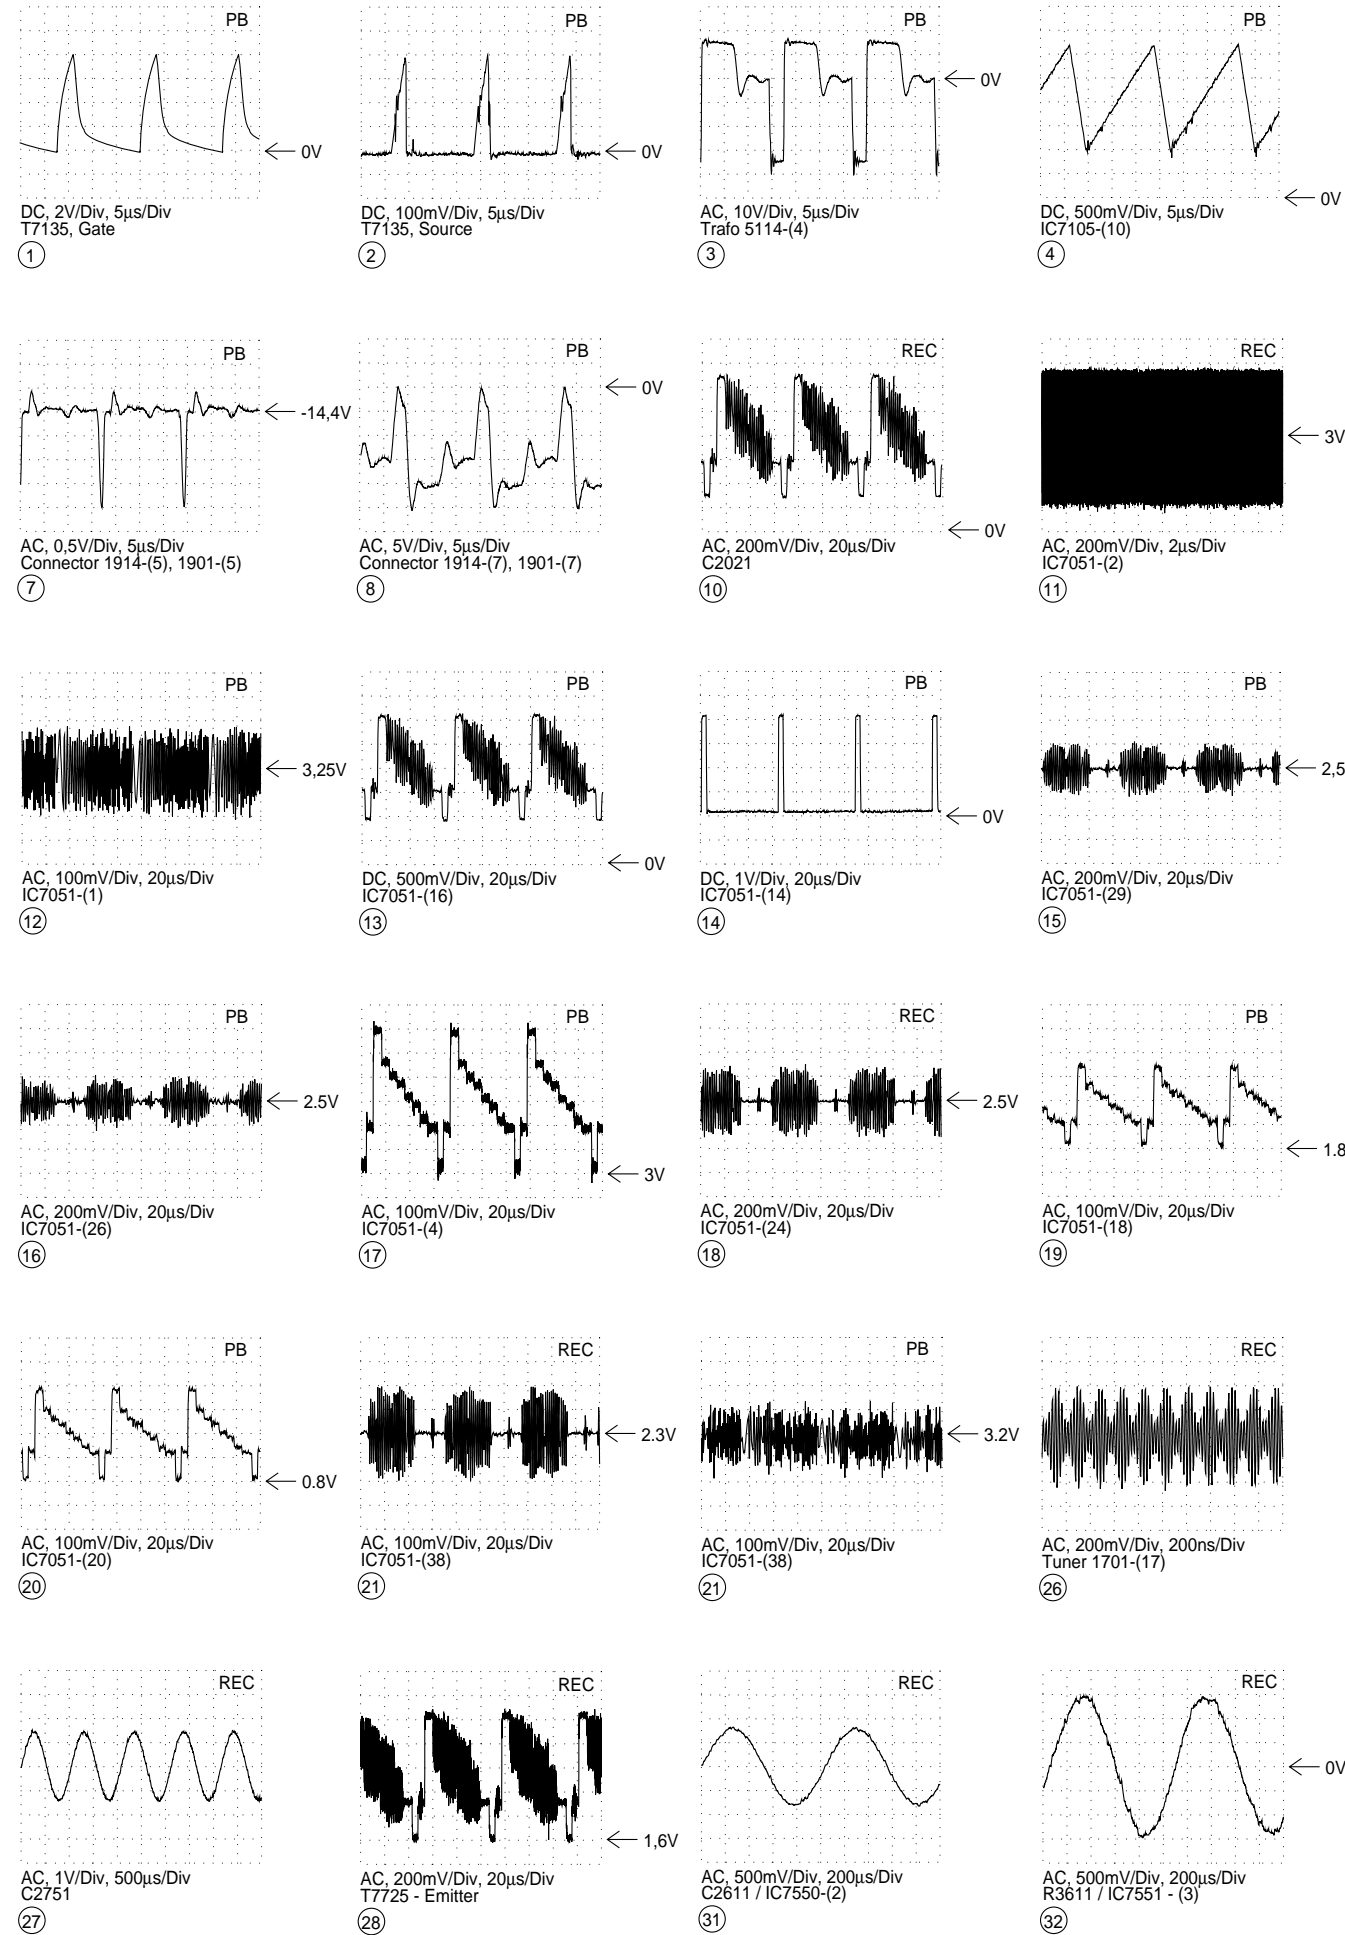 PB
0V
DC, 2V/Div, 5µs/Div
T7135, Gate
1
PB
0V
DC, 100mV/Div, 5µs/Div
T7135, Source
2
PB
0V
AC, 10V/Div, 5µs/Div
Trafo 5114-(4)
3
PB
0V
DC, 500mV/Div, 5µs/Div
IC7105-(10)
4
PB
-14,4V
AC, 0,5V/Div, 5µs/Div
Connector 1914-(5), 1901-(5)
7
PB
0V
AC, 5V/Div, 5µs/Div
Connector 1914-(7), 1901-(7)
8
REC
0V
AC, 200mV/Div, 20µs/Div
C2021
10
REC
3V
AC, 200mV/Div, 2µs/Div
IC7051-(2)
11
PB
3,25V
AC, 100mV/Div, 20µs/Div
IC7051-(1)
12
PB
0V
DC, 500mV/Div, 20µs/Div
IC7051-(16)
13
PB
0V
DC, 1V/Div, 20µs/Div
IC7051-(14)
14
PB
2,5
AC, 200mV/Div, 20µs/Div
IC7051-(29)
15
PB
2.5V
AC, 200mV/Div, 20µs/Div
IC7051-(26)
16
PB
3V
AC, 100mV/Div, 20µs/Div
IC7051-(4)
17
REC
2.5V
AC, 200mV/Div, 20µs/Div
IC7051-(24)
18
PB
1.8
AC, 100mV/Div, 20µs/Div
IC7051-(18)
19
PB
0.8V
AC, 100mV/Div, 20µs/Div
IC7051-(20)
20
REC
2.3V
AC, 100mV/Div, 20µs/Div
IC7051-(38)
21
PB
3.2V
AC, 100mV/Div, 20µs/Div
IC7051-(38)
21
REC
AC, 200mV/Div, 200ns/Div
Tuner 1701-(17)
26
REC
AC, 1V/Div, 500µs/Div
C2751
27
REC
1,6V
AC, 200mV/Div, 20µs/Div
T7725 - Emitter
28
REC
AC, 500mV/Div, 200µs/Div
C2611 / IC7550-(2)
31
REC
0V
AC, 500mV/Div, 200µs/Div
R3611 / IC7551 - (3)
32